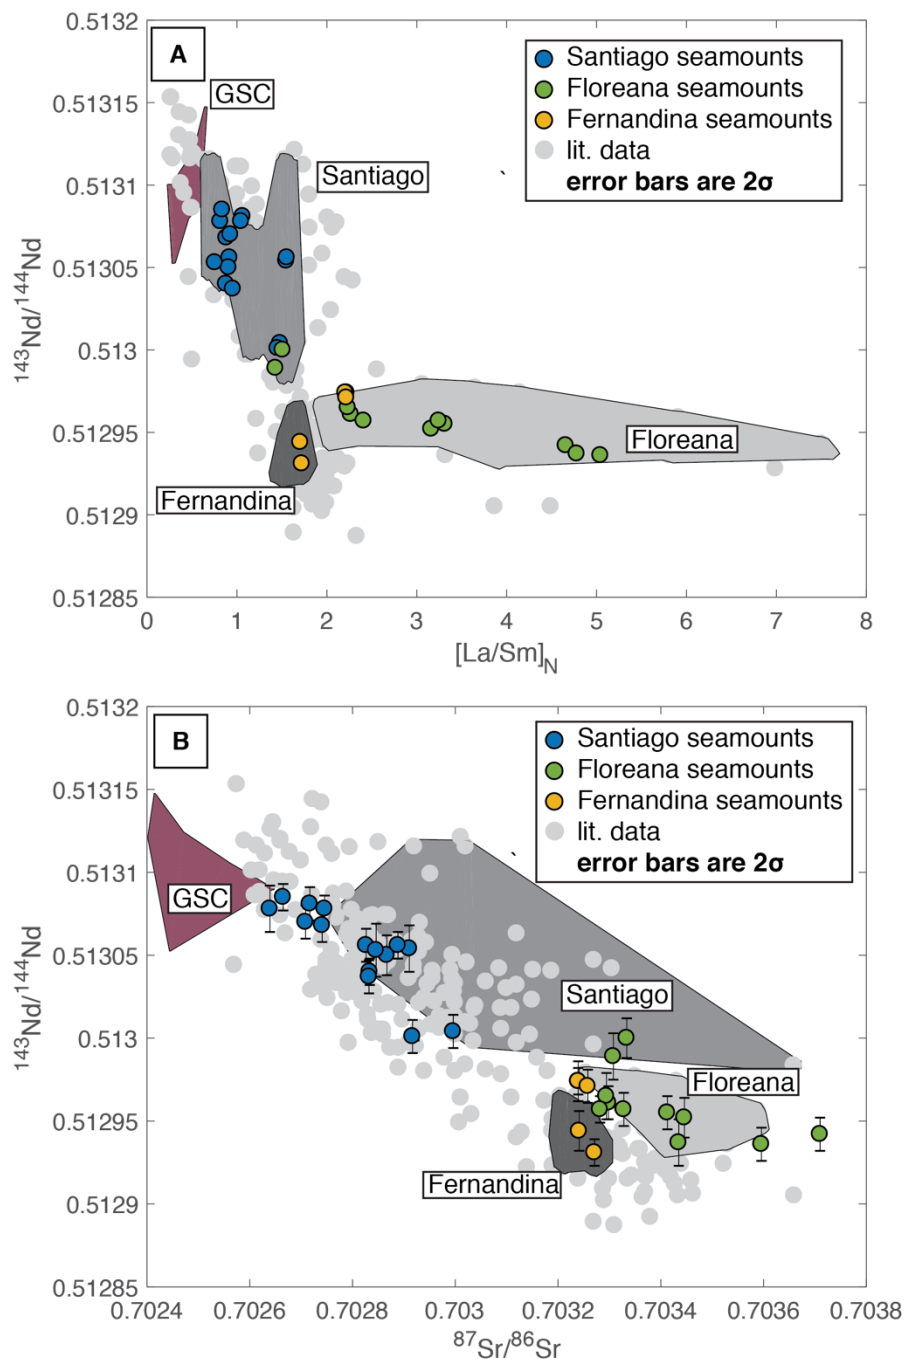 0.5132
A
Santiago seamounts
Floreana seamounts
Fernandina seamounts
lit. data
error bars are 2σ
GSC
0.51315
Santiago
0.5131
0.51305
¹⁴³Nd/¹⁴⁴Nd
0.513
0.51295
Floreana
Fernandina
0.5129
0.51285
0 1 2 3 4 5 6 7 8
[La/Sm]N
0.5132
B
Santiago seamounts
Floreana seamounts
Fernandina seamounts
lit. data
error bars are 2σ
0.51315
0.5131
GSC
0.51305
¹⁴³Nd/¹⁴⁴Nd
Santiago
0.513
Floreana
0.51295
Fernandina
0.5129
0.51285
0.7024 0.7026 0.7028 0.703 0.7032 0.7034 0.7036 0.7038
⁸⁷Sr/⁸⁶Sr